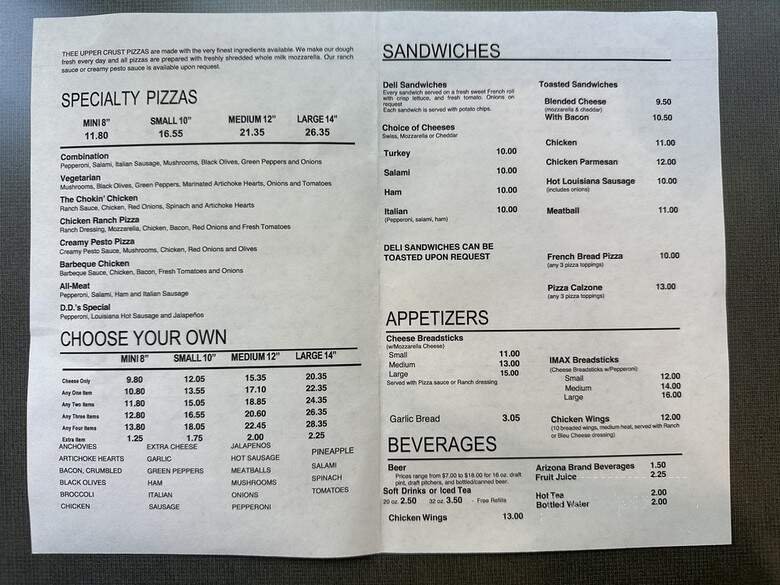 THEE UPPER CRUST PIZZAS are made with the very finest ingredients available. We make our dough
fresh every day and all pizzas are prepared with freshly shredded whole milk mozzarella. Our ranch
sauce or creamy pesto sauce is available upon request.
SPECIALTY PIZZAS
MINI 8" SMALL 10" MEDIUM 12" LARGE 14"
11.80 16.55 21.35 26.35
Combination
Pepperoni, Salami, Italian Sausage, Mushrooms, Black Olives, Green Peppers and Onions
Vegetarian
Mushrooms, Black Olives, Green Peppers, Marinated Artichoke Hearts, Onions and Tomatoes
The Chokin' Chicken
Ranch Sauce, Chicken, Red Onions, Spinach and Artichoke Hearts
Chicken Ranch Pizza
Ranch Dressing, Mozzarella, Chicken, Bacon, Red Onions and Fresh Tomatoes
Creamy Pesto Pizza
Creamy Pesto Sauce, Mushrooms, Chicken, Red Onions and Olives
Barbeque Chicken
Barbeque Sauce, Chicken, Bacon, Fresh Tomatoes and Onions
All-Meat
Pepperoni, Salami, Ham and Italian Sausage
D.D.'s Special
Pepperoni, Louisiana Hot Sausage and Jalapeños
CHOOSE YOUR OWN
MINI 8" SMALL 10" MEDIUM 12" LARGE 14"
Cheese Only 9.80 12.05 15.35 20.35
Any One Item 10.80 13.55 17.10 22.35
Any Two Items 11.80 15.05 18.85 24.35
Any Three Items 12.80 16.55 20.60 26.35
Any Four Items 13.80 18.05 22.45 28.35
Extra Item 1.25 1.75 2.00 2.25
ANCHOVIES EXTRA CHEESE JALAPENOS PINEAPPLE
ARTICHOKE HEARTS GARLIC HOT SAUSAGE SALAMI
BACON, CRUMBLED GREEN PEPPERS MEATBALLS SPINACH
BLACK OLIVES HAM MUSHROOMS TOMATOES
BROCCOLI ITALIAN ONIONS
CHICKEN SAUSAGE PEPPERONI
SANDWICHES
Deli Sandwiches
Every sandwich served on a fresh sweet French roll
with crisp lettuce, and fresh tomato. Onions on
request
Each sandwich is served with potato chips.
Choice of Cheeses
Swiss, Mozzarella or Cheddar
Turkey 10.00
Salami 10.00
Ham 10.00
Italian 10.00
(Pepperoni, salami, ham)
DELI SANDWICHES CAN BE
TOASTED UPON REQUEST
Toasted Sandwiches
Blended Cheese 9.50
(mozzarella & cheddar)
With Bacon 10.50
Chicken 11.00
Chicken Parmesan 12.00
Hot Louisiana Sausage 10.00
(includes onions)
Meatball 11.00
French Bread Pizza 10.00
(any 3 pizza toppings)
Pizza Calzone 13.00
(any 3 pizza toppings)
APPETIZERS
Cheese Breadsticks
(w/Mozzarella Cheese)
Small 11.00
Medium 13.00
Large 15.00
Served with Pizza sauce or Ranch dressing
Garlic Bread 3.05
IMAX Breadsticks
(Cheese Breadsticks w/Pepperoni)
Small 12.00
Medium 14.00
Large 16.00
Chicken Wings 12.00
(10 breaded wings, medium heat, served with Ranch
or Bleu Cheese dressing)
BEVERAGES
Beer
Prices range from $7.00 to $18.00 for 16 oz. draft
pint, draft pitchers, and bottled/canned beer.
Soft Drinks or Iced Tea
20 oz. 2.50 32 oz. 3.50 - Free Refills
Chicken Wings 13.00
Arizona Brand Beverages 1.50
Fruit Juice 2.25
Hot Tea 2.00
Bottled Water 2.00